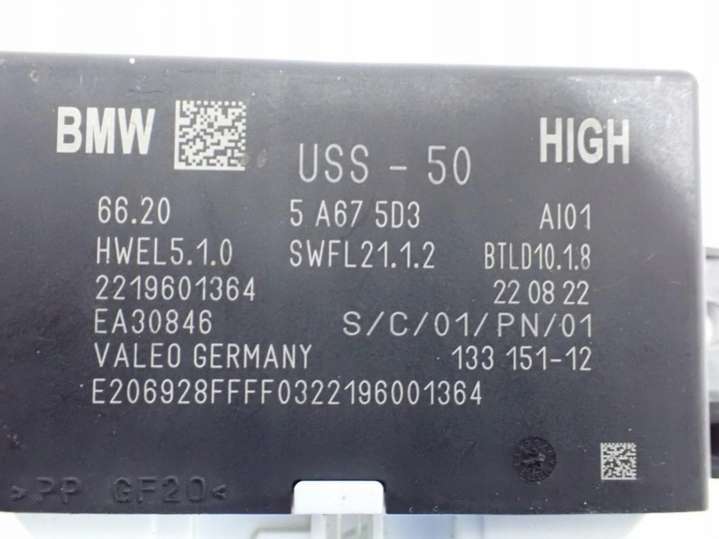 BMW USS - 50 HIGH
66.20 5 A67 5D3 AI01
HWEL5.1.0 SWFL21.1.2 BTLD10.1.8
2219601364 22 08 22
EA30846 S/C/01/PN/01
VALEO GERMANY 133 151-12
E206928FFFF0322196001364
>PP GF20<